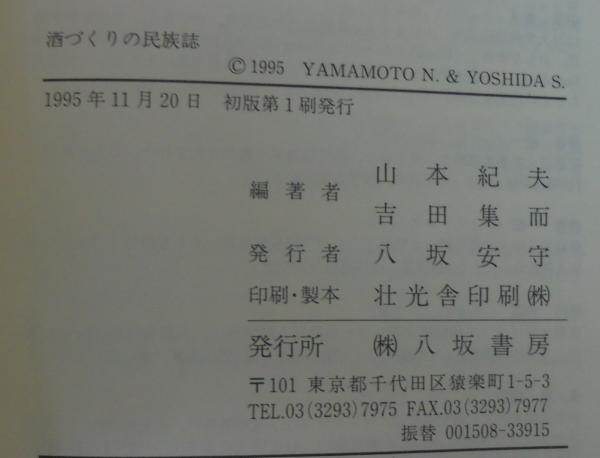 酒づくりの民族誌
© 1995 YAMAMOTO N. & YOSHIDA S.
1995年11月20日 初版第1刷発行
編著者 山本紀夫
吉田集而
発行者 八坂安守
印刷・製本 壮光舎印刷㈱
発行所 ㈱八坂書房
〒101 東京都千代田区猿楽町1-5-3
TEL.03(3293)7975 FAX.03(3293)7977
振替 001508-33915